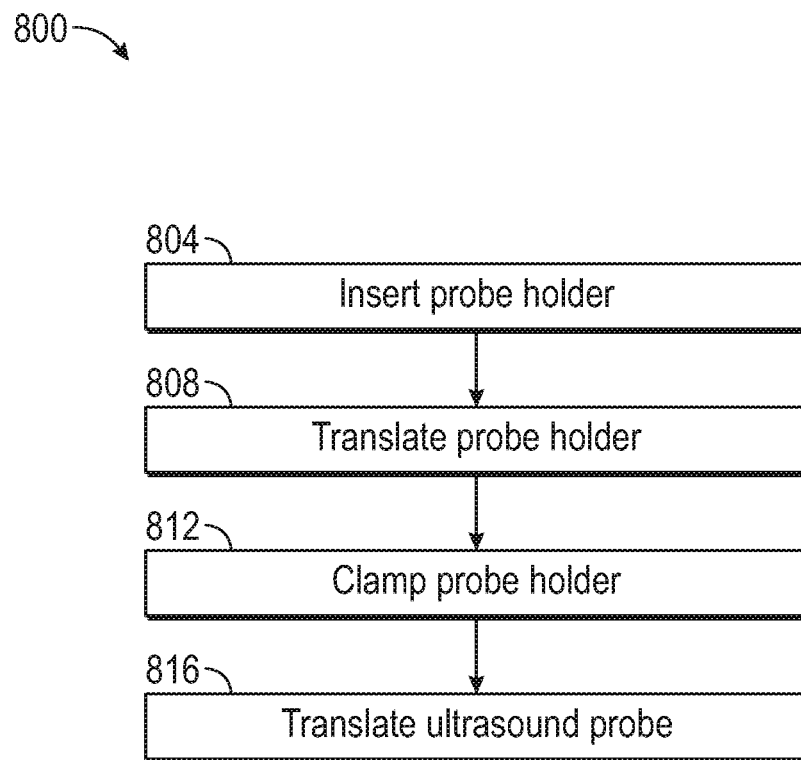 800
804
Insert probe holder
808
Translate probe holder
812
Clamp probe holder
816
Translate ultrasound probe